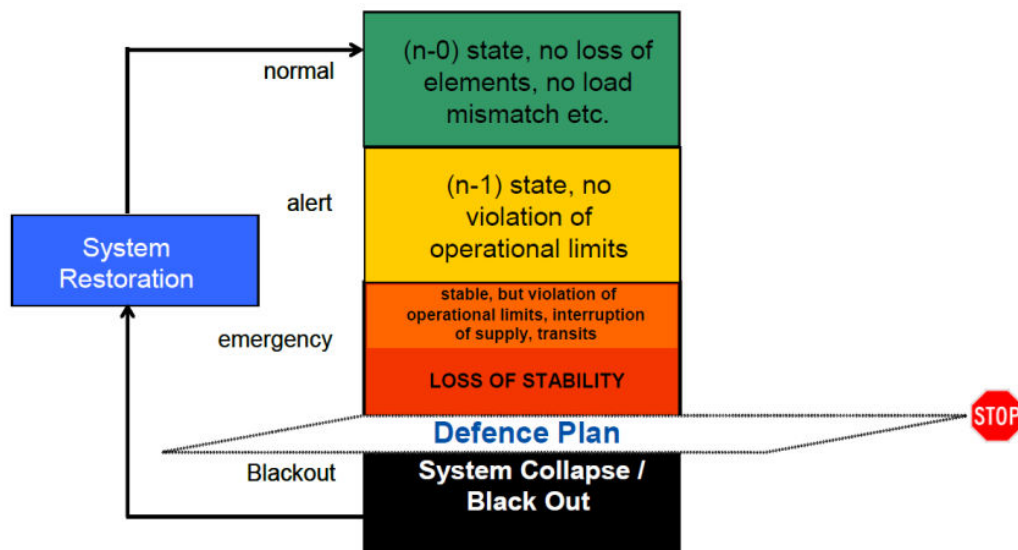 normal
(n-0) state, no loss of
elements, no load
mismatch etc.
alert
(n-1) state, no
violation of
operational limits
System
Restoration
emergency
stable, but violation of
operational limits, interruption
of supply, transits
LOSS OF STABILITY
STOP
Defence Plan
Blackout
System Collapse /
Black Out